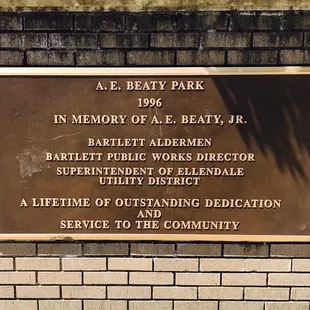 A. E. BEATY PARK
1996
IN MEMORY OF A. E. BEATY, JR.
BARTLETT ALDERMEN
BARTLETT PUBLIC WORKS DIRECTOR
SUPERINTENDENT OF ELLENDALE
UTILITY DISTRICT
A LIFETIME OF OUTSTANDING DEDICATION
AND
SERVICE TO THE COMMUNITY